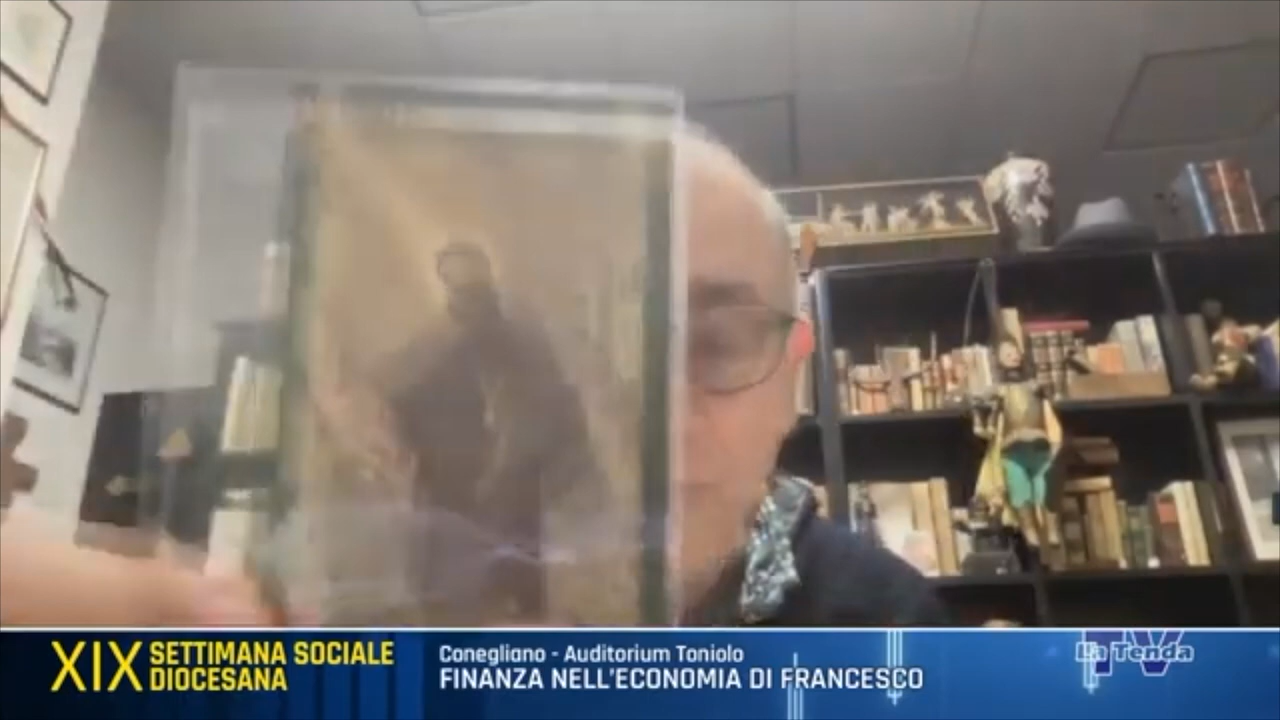 XIX
SETTIMANA SOCIALE
DIOCESANA
Conegliano - Auditorium Toniolo
FINANZA NELL'ECONOMIA DI FRANCESCO
TV
La Tenda